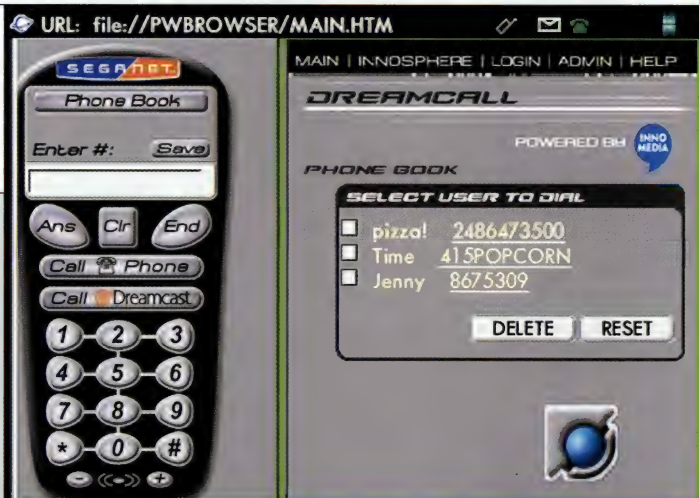 URL: file://PWBROWSER/MAIN.HTM
SEGANET
Phone Book
Enter #:
Save
Ans
Clr
End
Call Phone
Call Dreamcast
1 2 3
4 5 6
7 8 9
* 0 #
- +
MAIN | INNOSPHERE | LOGIN | ADMIN | HELP
DREAMCALL
POWERED BY INNO
MEDIA
PHONE BOOK
SELECT USER TO DIAL
pizza! 2486473500
Time 415POPCORN
Jenny 8675309
DELETE RESET